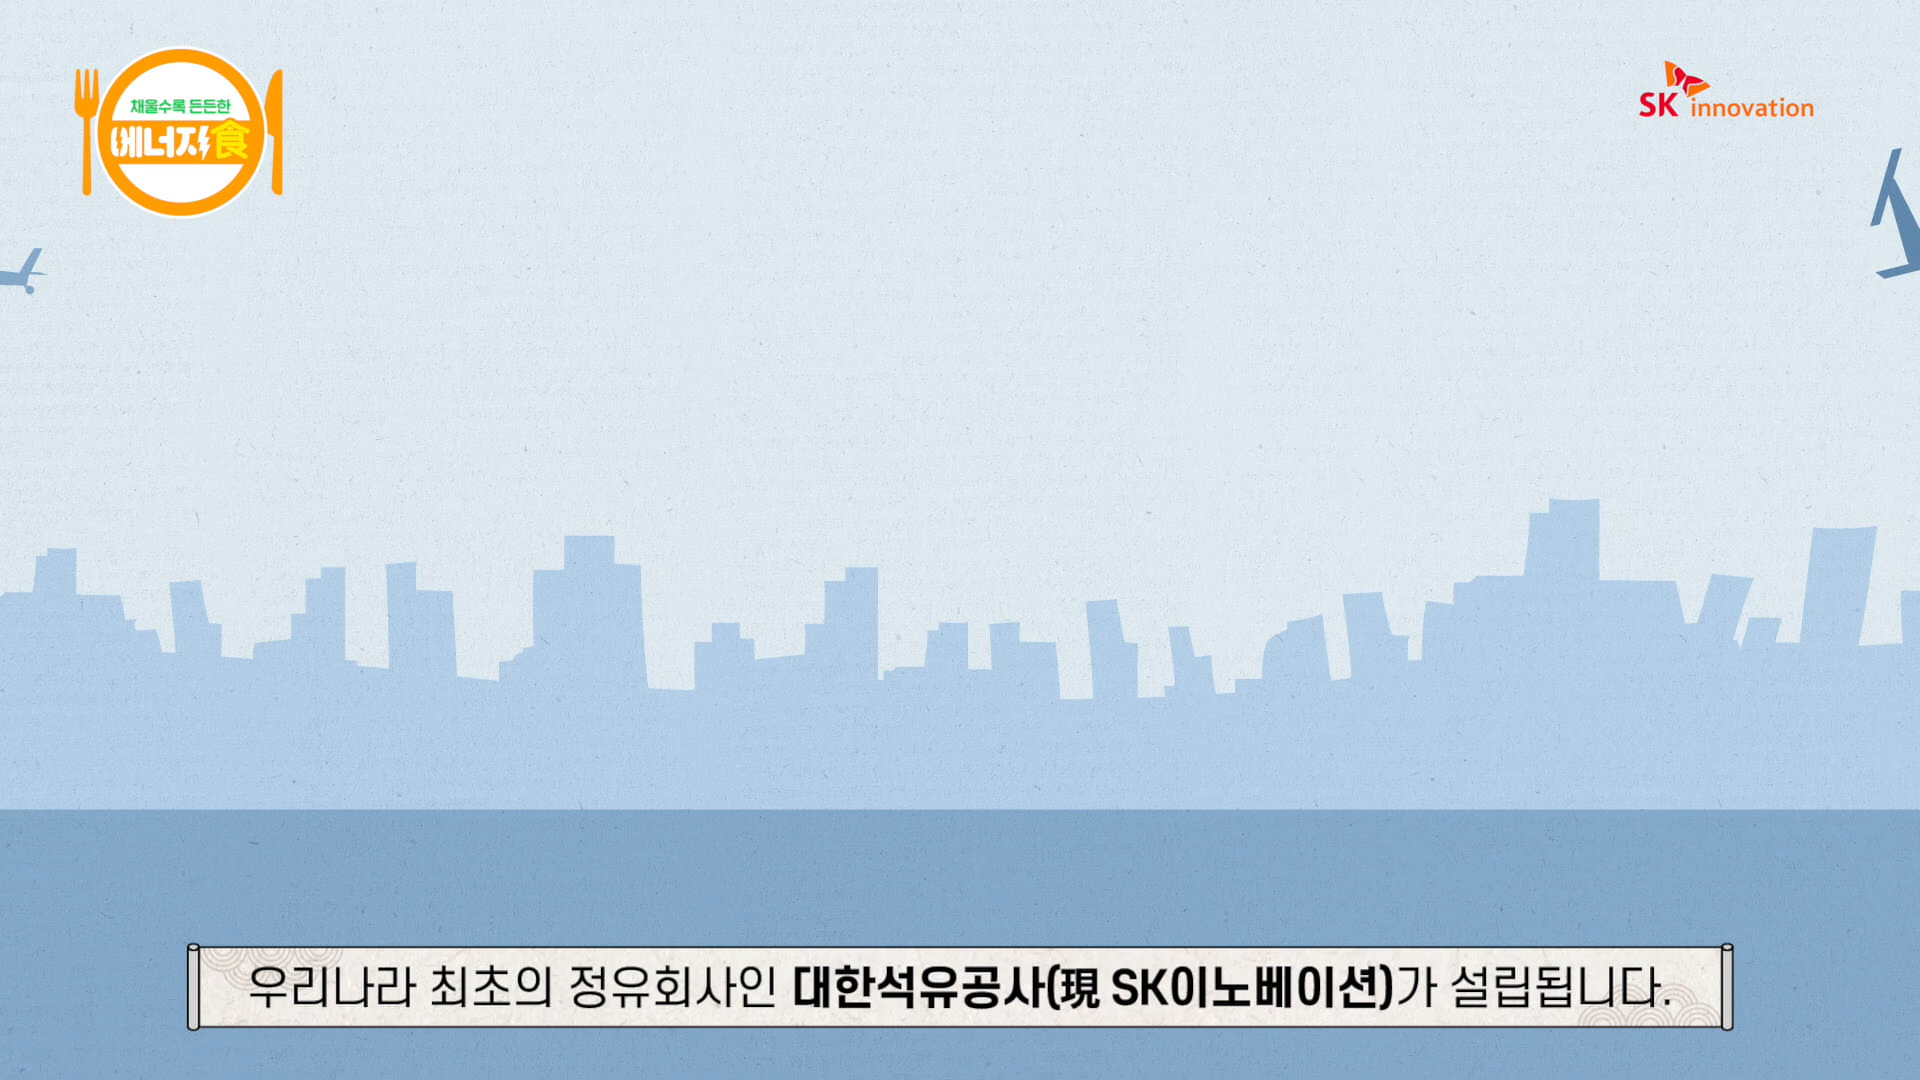 채울수록 든든한
에너지食
SK innovation
우리나라 최초의 정유회사인 대한석유공사(現 SK이노베이션)가 설립됩니다.